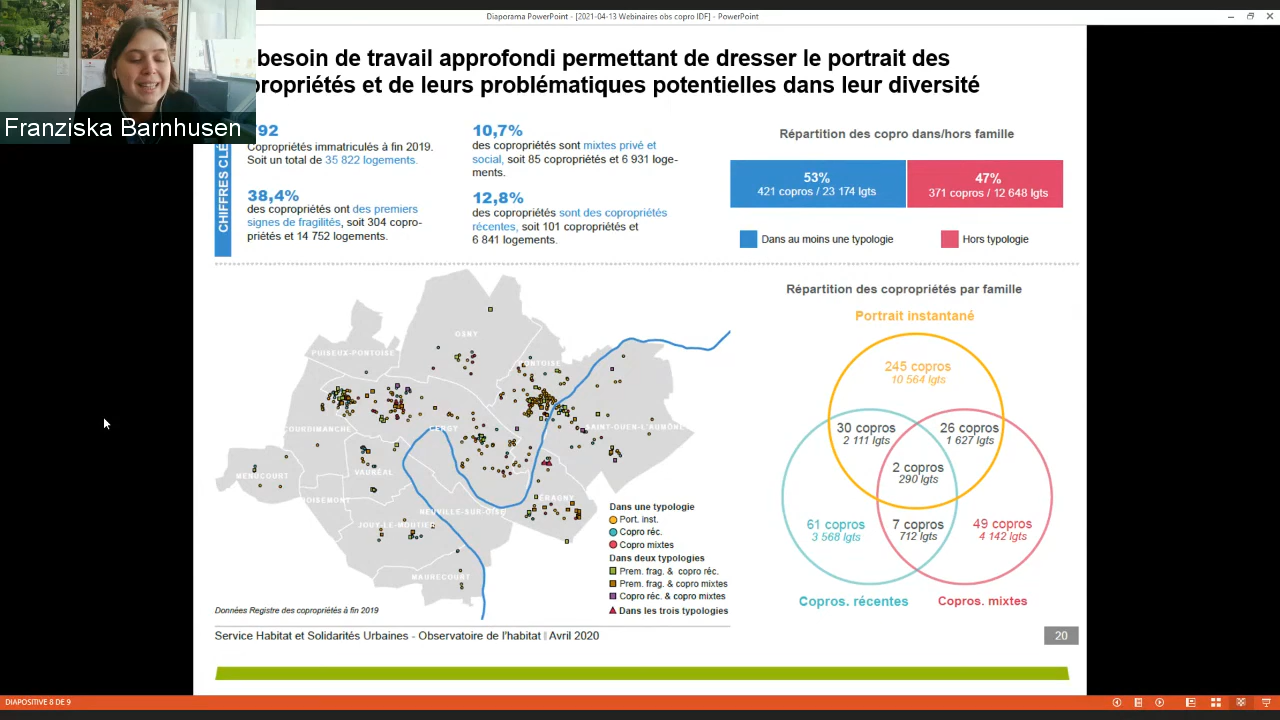 Diaporama PowerPoint - [2021-04-13 Webinaires obs copro IDF] - PowerPoint
besoin de travail approfondi permettant de dresser le portrait des
propriétés et de leurs problématiques potentielles dans leur diversité
Franziska Barnhusen
CHIFFRES CLÉ
792
Copropriétés immatriculés à fin 2019.
Soit un total de 35 822 logements.
38,4%
des copropriétés ont des premiers
signes de fragilités, soit 304 copro-
priétés et 14 752 logements.
10,7%
des copropriétés sont mixtes privé et
social, soit 85 copropriétés et 6 931 loge-
ments.
12,8%
des copropriétés sont des copropriétés
récentes, soit 101 copropriétés et
6 841 logements.
Répartition des copro dans/hors famille
53%
421 copros / 23 174 lgts
47%
371 copros / 12 648 lgts
Dans au moins une typologie
Hors typologie
OSNY
PUISEUX-PONTOISE
PONTOISE
COURDIMANCHE
CERGY
SAINT-OUEN-L'AUMÔNE
MENUCOURT
VAURÉAL
BOISEMONT
ERAGNY
NEUVILLE-SUR-OISE
JOUY-LE-MOUTIER
MAURECOURT
Dans une typologie
Port. inst.
Copro réc.
Copro mixtes
Dans deux typologies
Prem. frag. & copro réc.
Prem. frag. & copro mixtes
Copro réc. & copro mixtes
Dans les trois typologies
Données Registre des copropriétés à fin 2019
Répartition des copropriétés par famille
Portrait instantané
245 copros
10 564 lgts
30 copros
2 111 lgts
26 copros
1 627 lgts
2 copros
290 lgts
61 copros
3 568 lgts
7 copros
712 lgts
49 copros
4 142 lgts
Copros. récentes
Copros. mixtes
Service Habitat et Solidarités Urbaines - Observatoire de l'habitat | Avril 2020
20
DIAPOSITIVE 8 DE 9